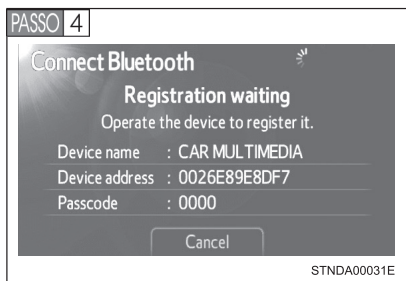 PASSO 4
Connect Bluetooth
Registration waiting
Operate the device to register it.
Device name : CAR MULTIMEDIA
Device address : 0026E89E8DF7
Passcode : 0000
Cancel
STNDA00031E